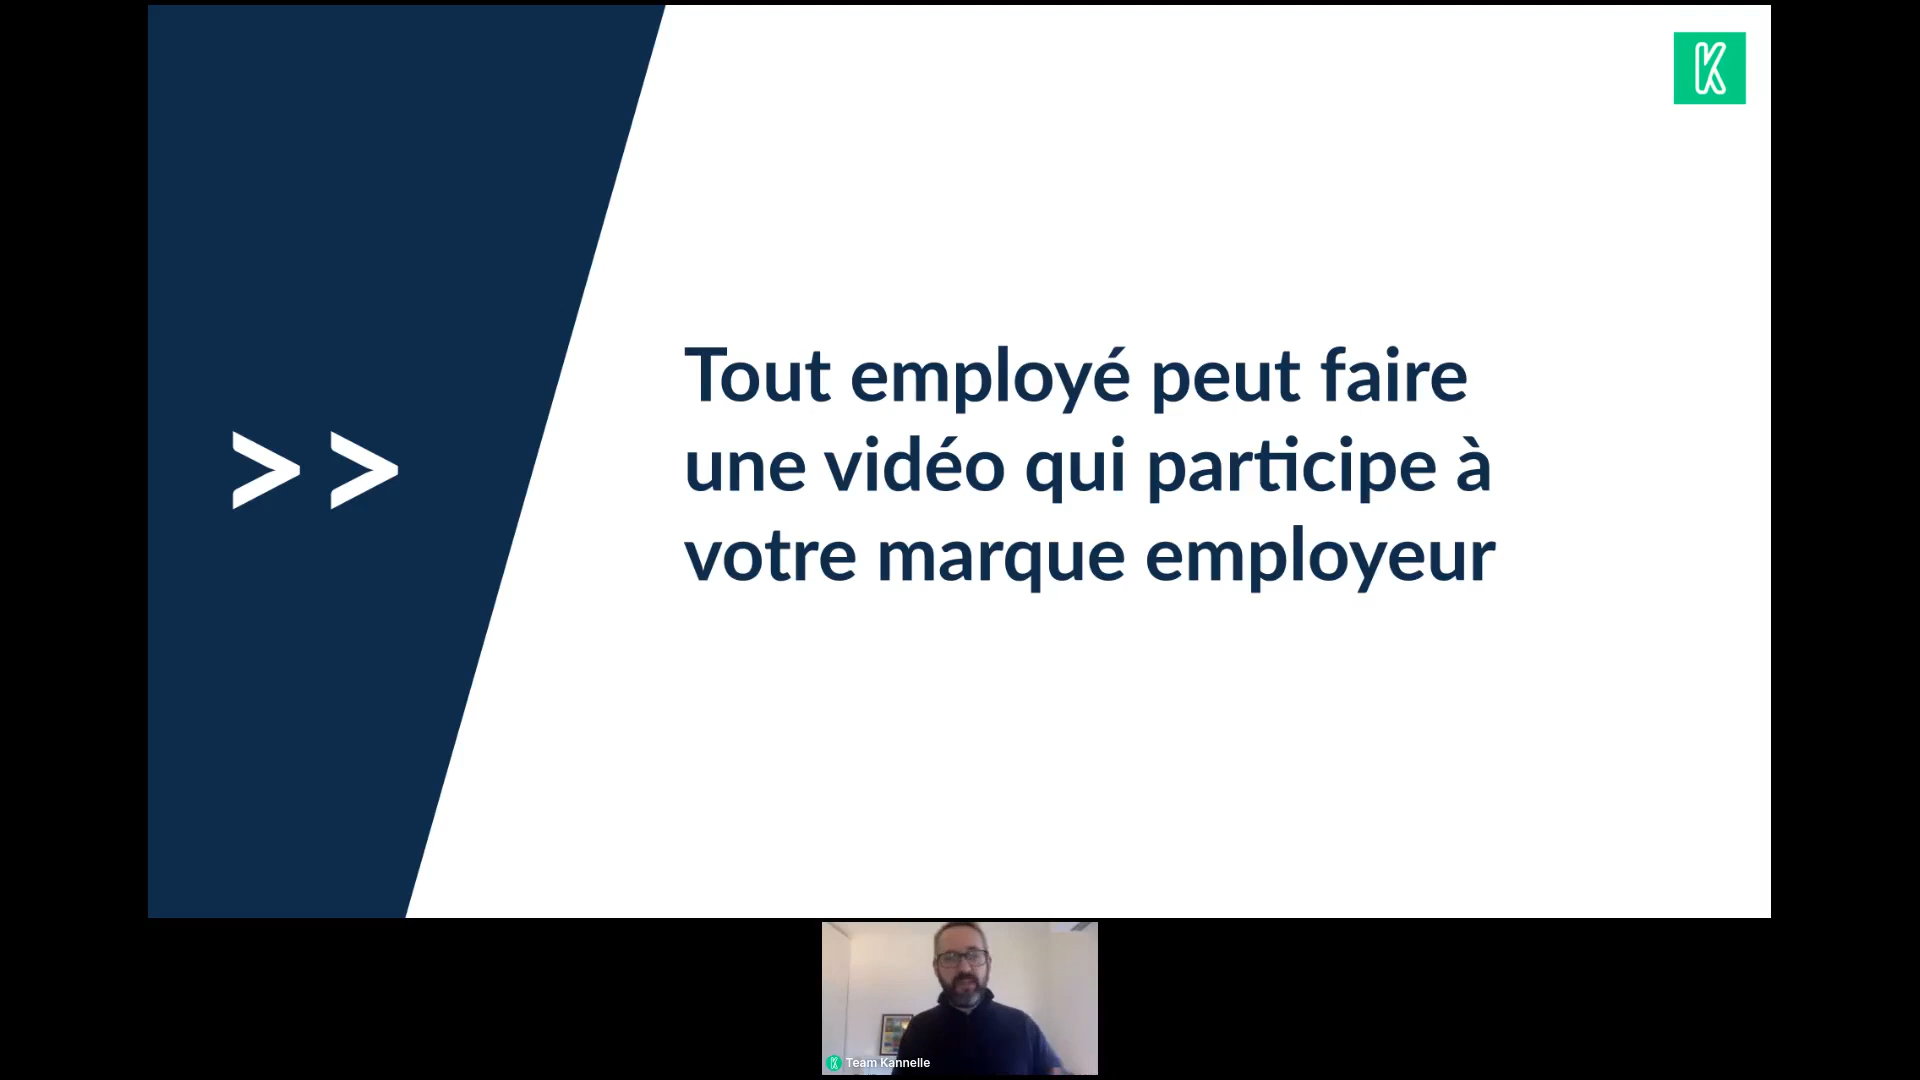 K
>>
Tout employé peut faire
une vidéo qui participe à
votre marque employeur
K Team Kannelle